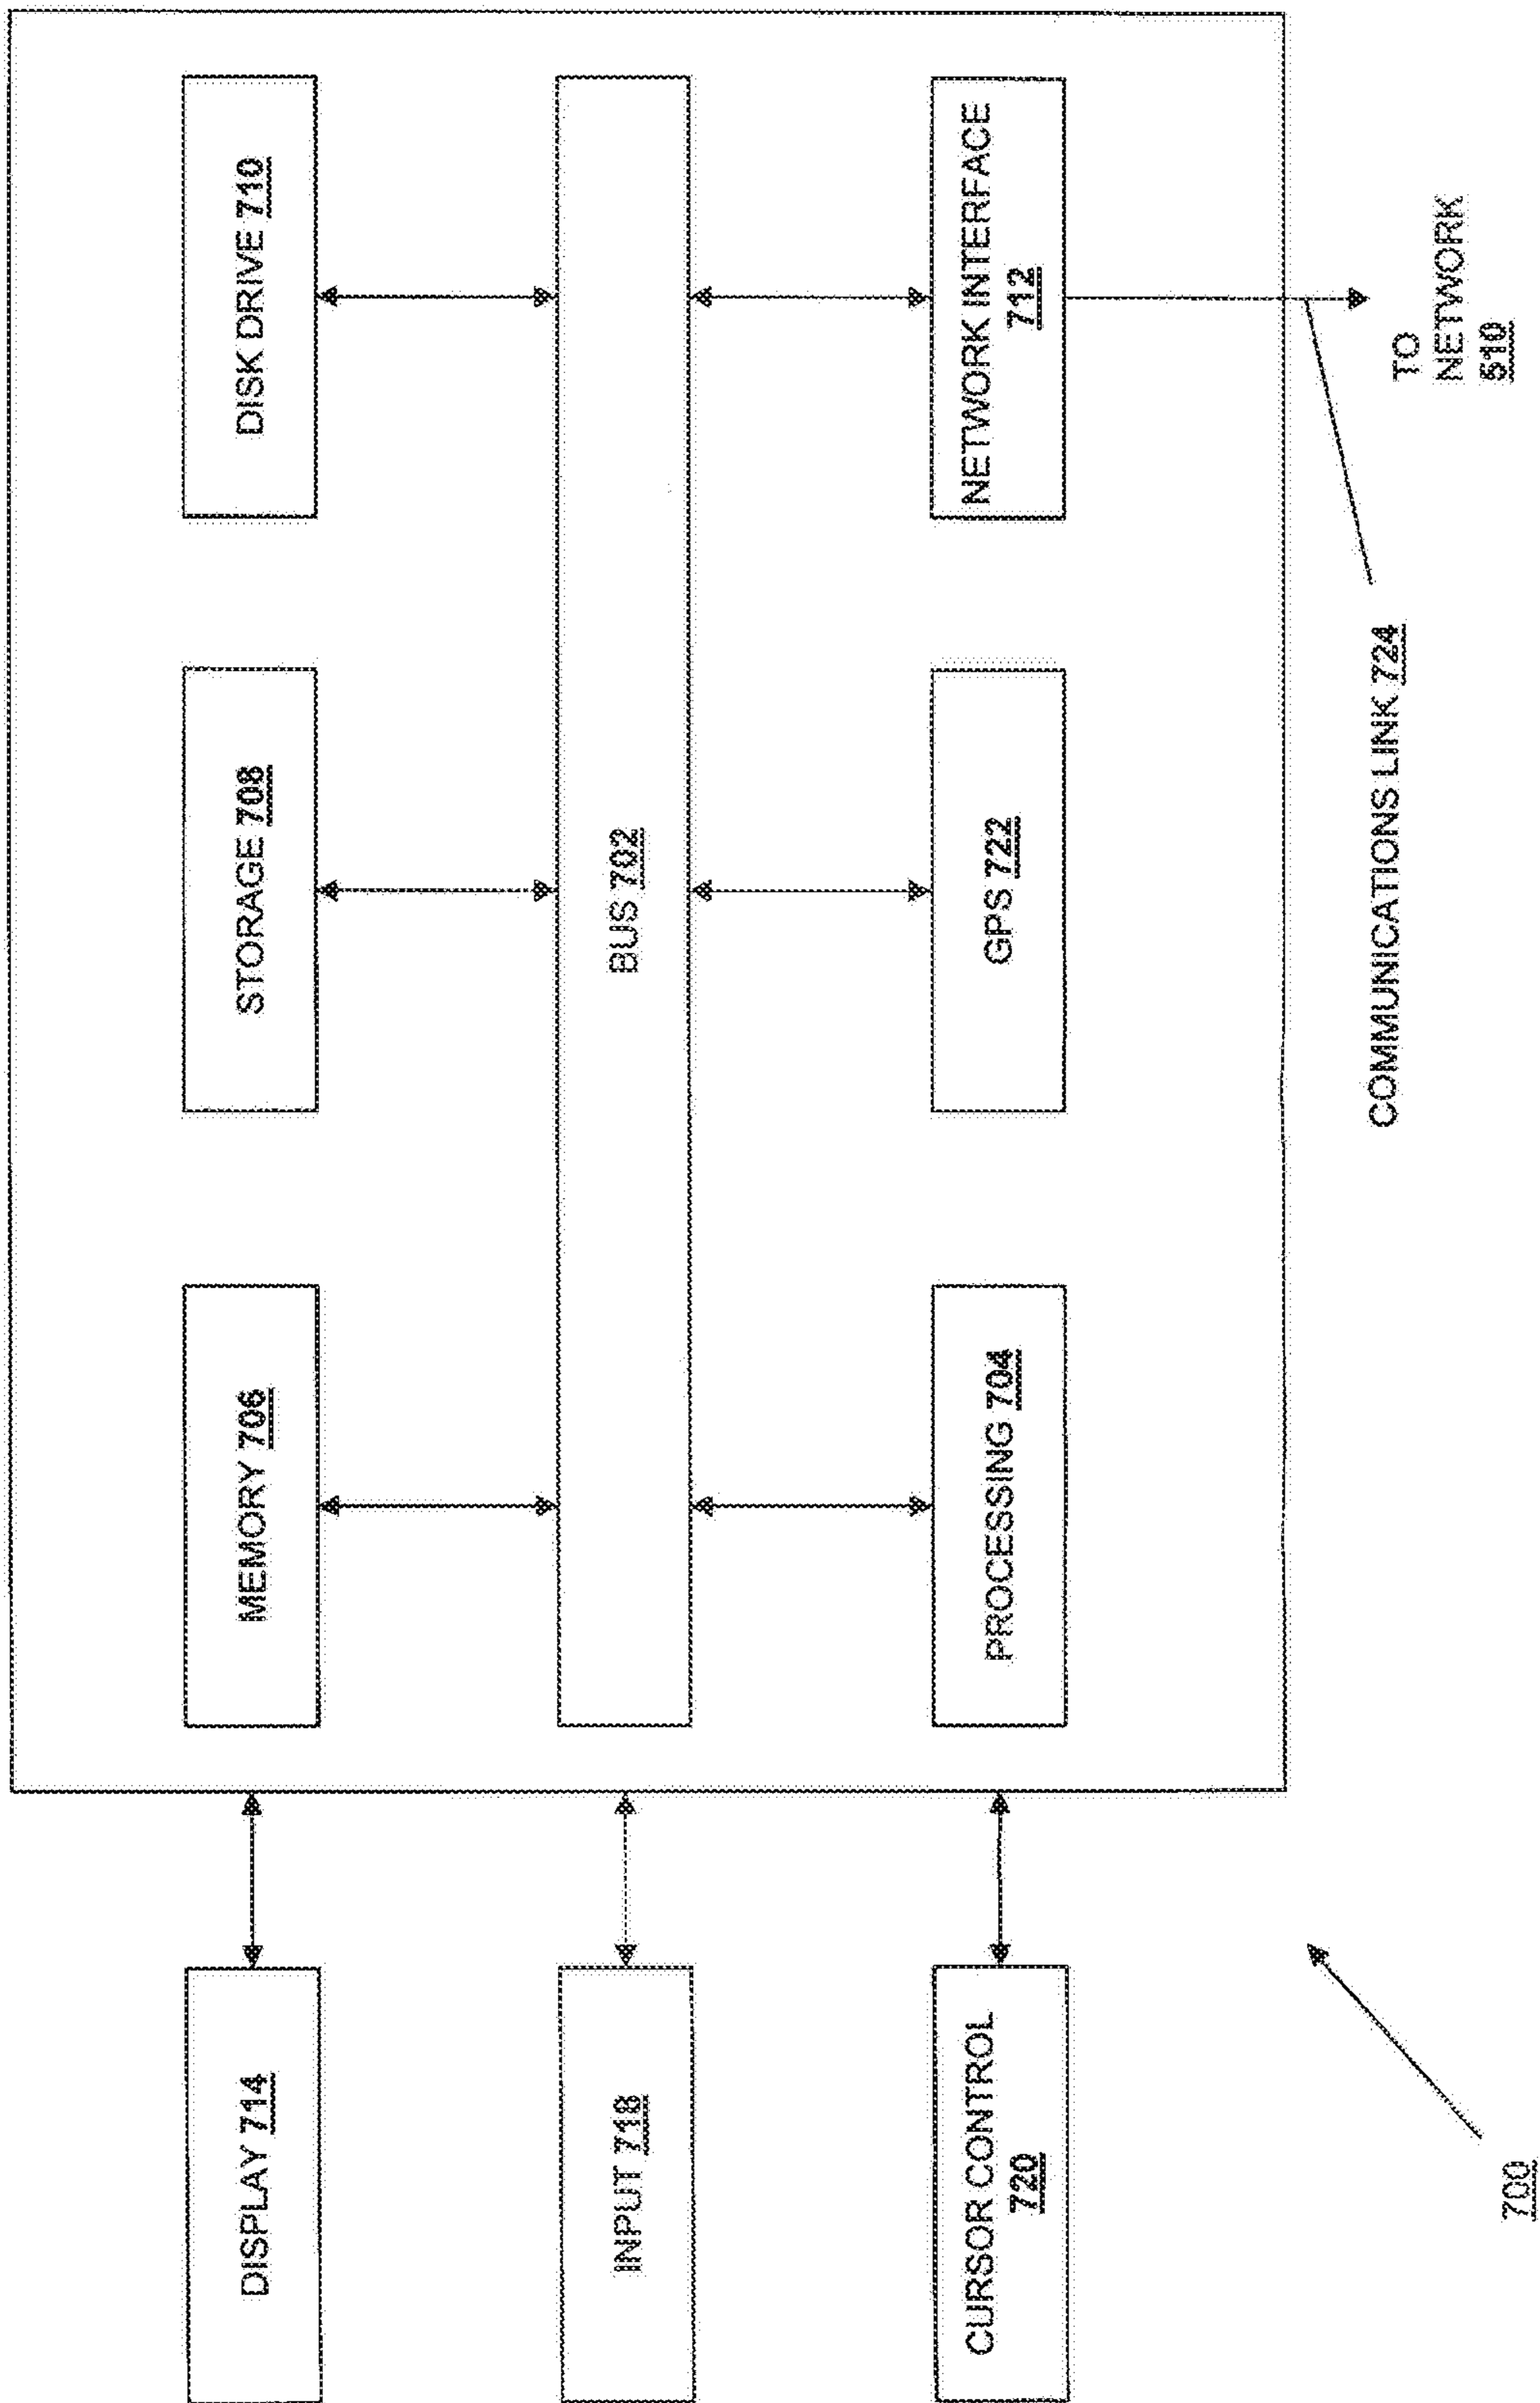 DISPLAY 714
MEMORY 706
STORAGE 708
DISK DRIVE 710
INPUT 718
BUS 702
CURSOR CONTROL
720
PROCESSING 704
GPS 722
NETWORK INTERFACE
712
COMMUNICATIONS LINK 724
TO
NETWORK
510
700